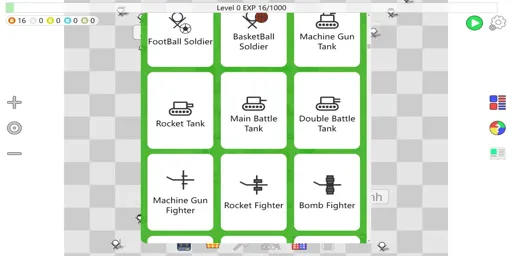 Level 0 EXP 16/1000
16 0 0 0 0
FootBall Soldier
BasketBall
Soldier
Machine Gun
Tank
Rocket Tank
Main Battle
Tank
Double Battle
Tank
Machine Gun
Fighter
Rocket Fighter
Bomb Fighter